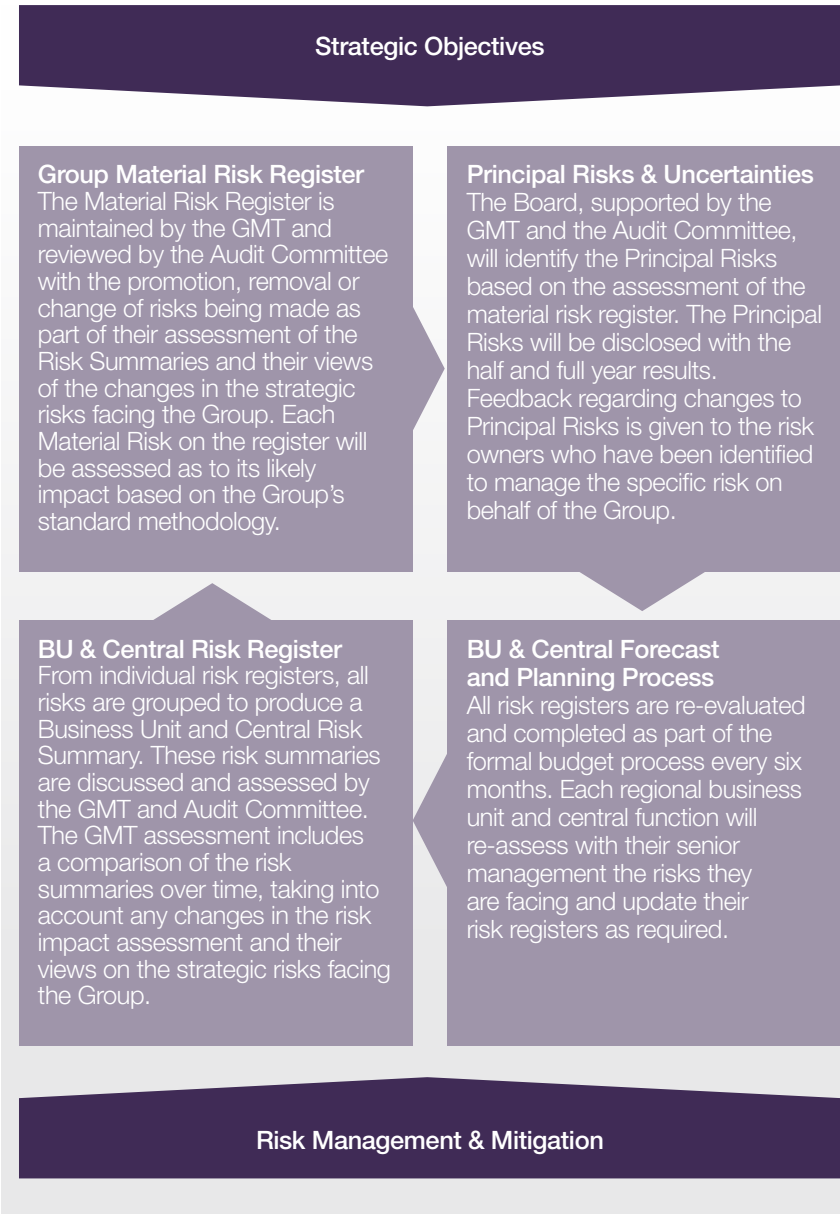 Strategic Objectives
Group Material Risk Register
The Material Risk Register is
maintained by the GMT and
reviewed by the Audit Committee
with the promotion, removal or
change of risks being made as
part of their assessment of the
Risk Summaries and their views
of the changes in the strategic
risks facing the Group. Each
Material Risk on the register will
be assessed as to its likely
impact based on the Group’s
standard methodology.
Principal Risks & Uncertainties
The Board, supported by the
GMT and the Audit Committee,
will identify the Principal Risks
based on the assessment of the
material risk register. The Principal
Risks will be disclosed with the
half and full year results.
Feedback regarding changes to
Principal Risks is given to the risk
owners who have been identified
to manage the specific risk on
behalf of the Group.
BU & Central Risk Register
From individual risk registers, all
risks are grouped to produce a
Business Unit and Central Risk
Summary. These risk summaries
are discussed and assessed by
the GMT and Audit Committee.
The GMT assessment includes
a comparison of the risk
summaries over time, taking into
account any changes in the risk
impact assessment and their
views on the strategic risks facing
the Group.
BU & Central Forecast
and Planning Process
All risk registers are re-evaluated
and completed as part of the
formal budget process every six
months. Each regional business
unit and central function will
re-assess with their senior
management the risks they
are facing and update their
risk registers as required.
Risk Management & Mitigation